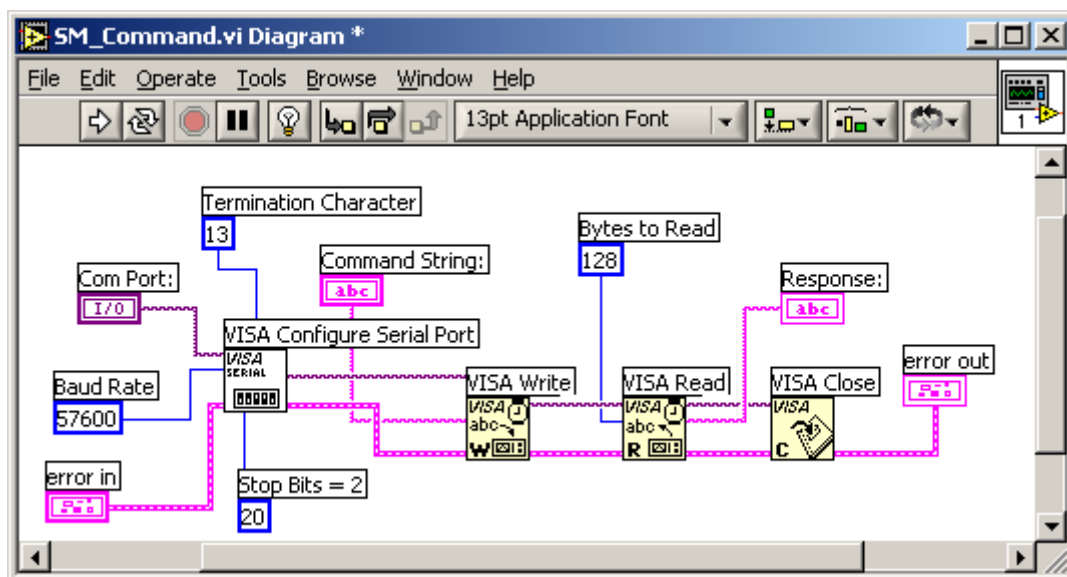 SM_Command.vi Diagram *
File Edit Operate Tools Browse Window Help
13pt Application Font
1
Termination Character
13
Command String:
abc
Bytes to Read
128
Com Port:
I/O
Response:
abc
VISA Configure Serial Port
VISA
SERIAL
Baud Rate
57600
VISA Write
VISA
abc
W
VISA Read
VISA
abc
R
VISA Close
VISA
C
error out
error in
Stop Bits = 2
20